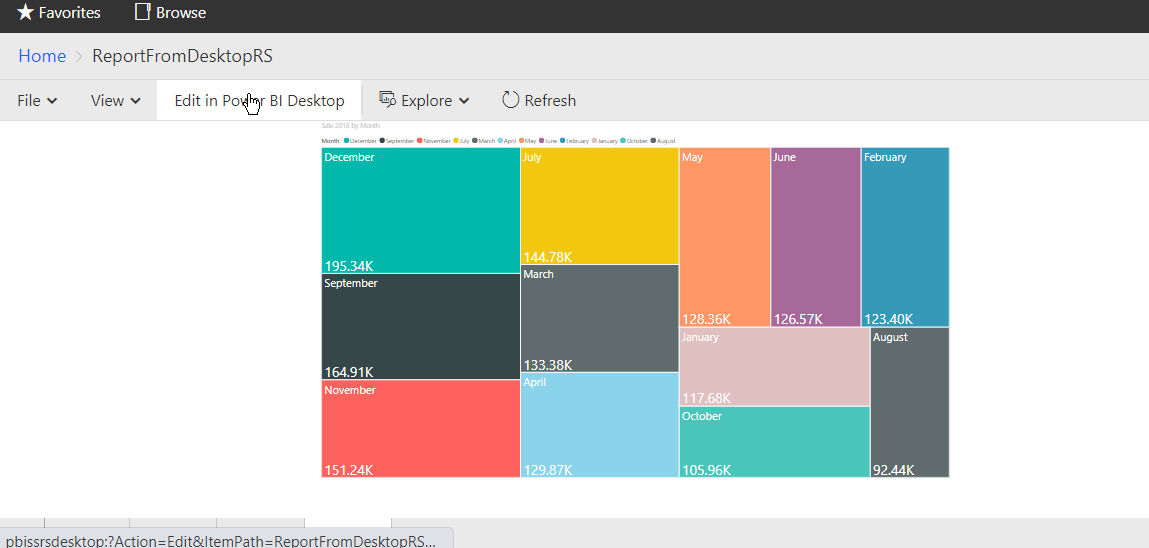 Favorites Browse
Home > ReportFromDesktopRS
File View Edit in Power BI Desktop Explore Refresh
Sale 2016 by Month
Month December September November July March April May June February January October August
December July May June February
195.34K 144.78K 128.36K 126.57K 123.40K
September March January August
164.91K 133.38K 117.68K
November April October
151.24K 129.87K 105.96K 92.44K
pbissrsdesktop:?Action=Edit&ItemPath=ReportFromDesktopRS...